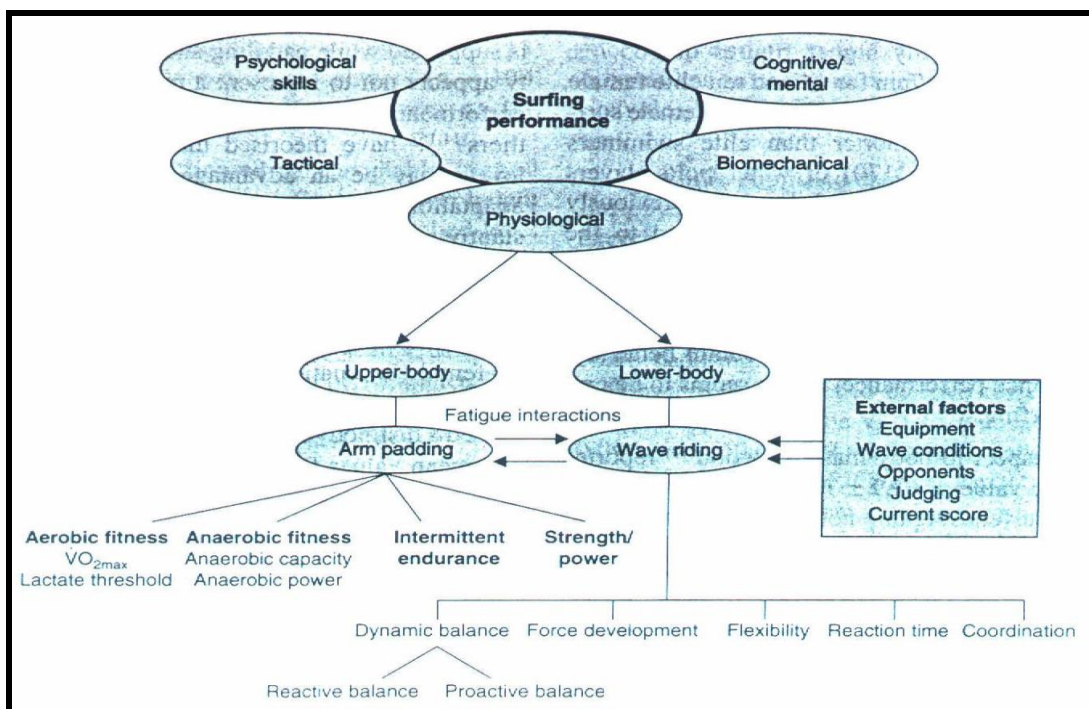 Psychological
skills
Cognitive/
mental
Surfing
performance
Tactical
Biomechanical
Physiological
Upper-body
Lower-body
Fatigue interactions
Arm padding
Wave riding
External factors
Equipment
Wave conditions
Opponents
Judging
Current score
Aerobic fitness
V̇O2max
Lactate threshold
Anaerobic fitness
Anaerobic capacity
Anaerobic power
Intermittent
endurance
Strength/
power
Dynamic balance
Force development
Flexibility
Reaction time
Coordination
Reactive balance
Proactive balance